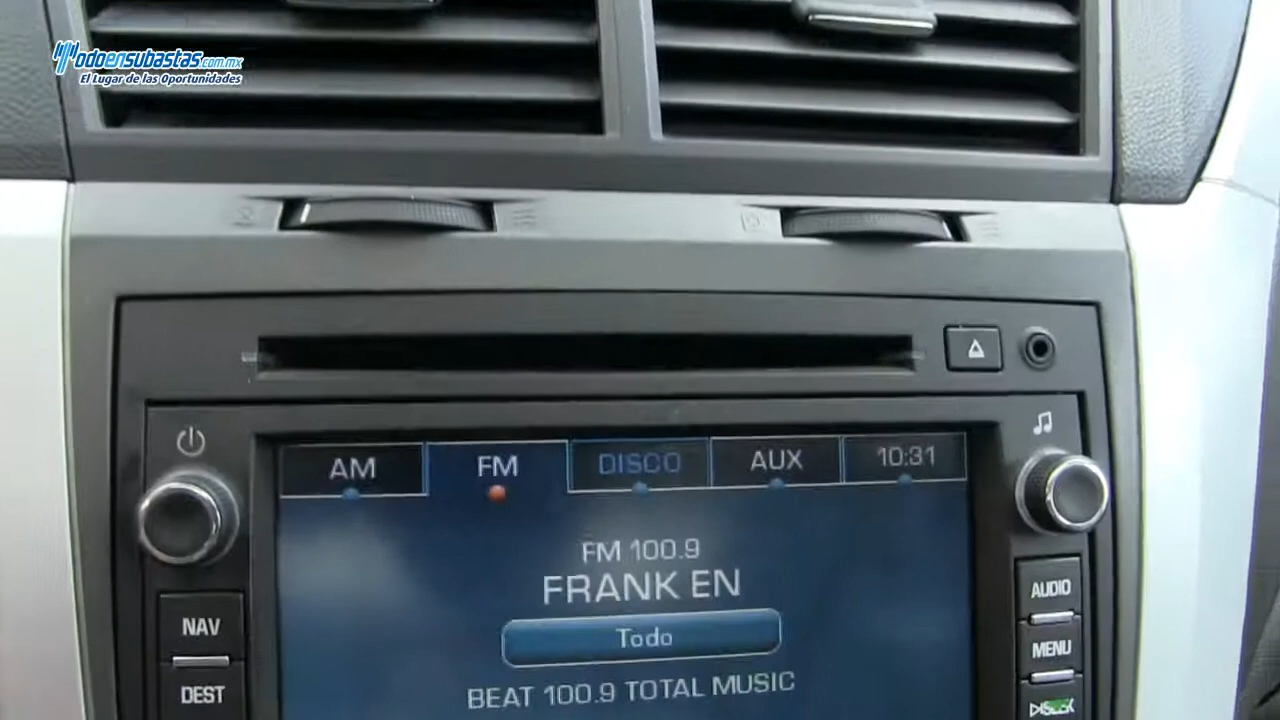 Todoensubastas.com.mx
El Lugar de las Oportunidades
AM FM DISCO AUX 10:31
FM 100.9
FRANK EN
Todo
BEAT 100.9 TOTAL MUSIC
NAV
DEST
AUDIO
MENU